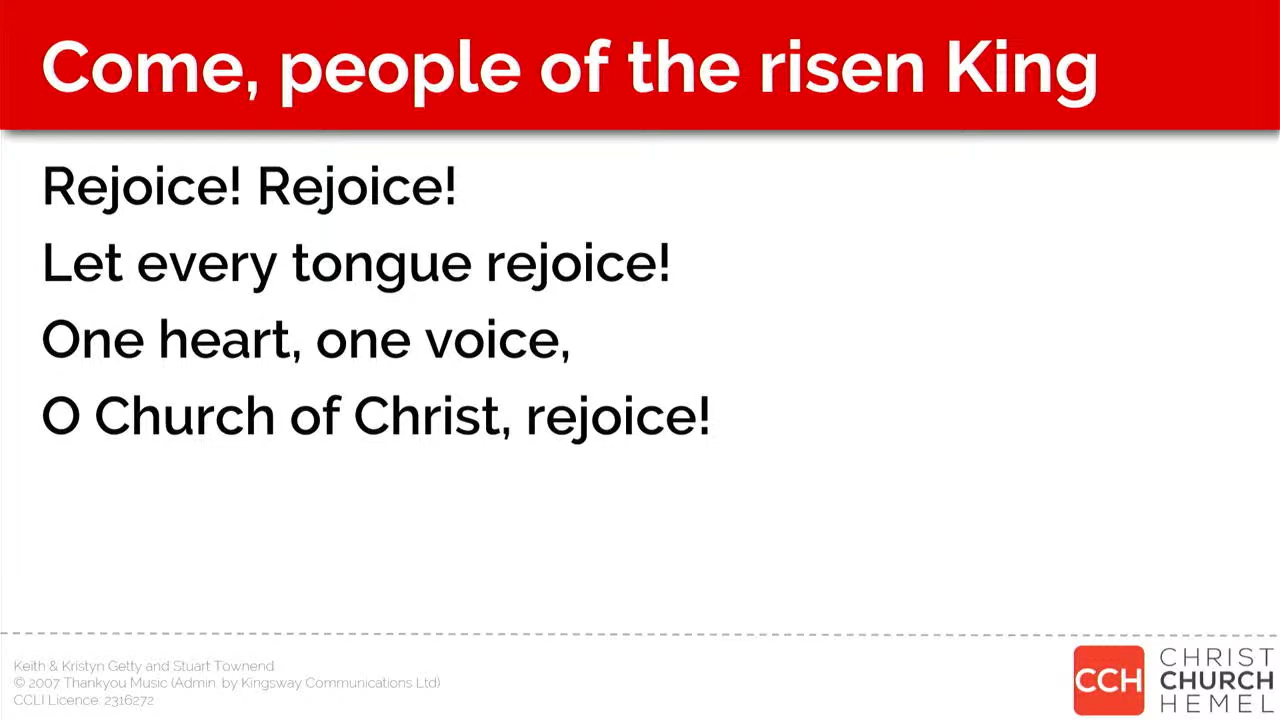 Come, people of the risen King
Rejoice! Rejoice!
Let every tongue rejoice!
One heart, one voice,
O Church of Christ, rejoice!
Keith & Kristyn Getty and Stuart Townend
© 2007 Thankyou Music (Admin. by Kingsway Communications Ltd)
CCLI Licence: 2316272
CCH
CHRIST
CHURCH
HEMEL